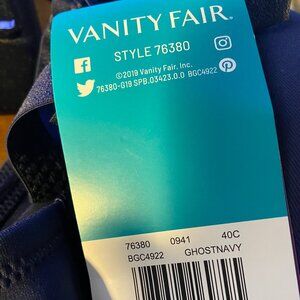 VANITY FAIR®
STYLE 76380
©2019 Vanity Fair, Inc.
76380-G19 SPB.03423.0.0 BGC4922
76380 0941 40C
BGC4922 GHOSTNAVY